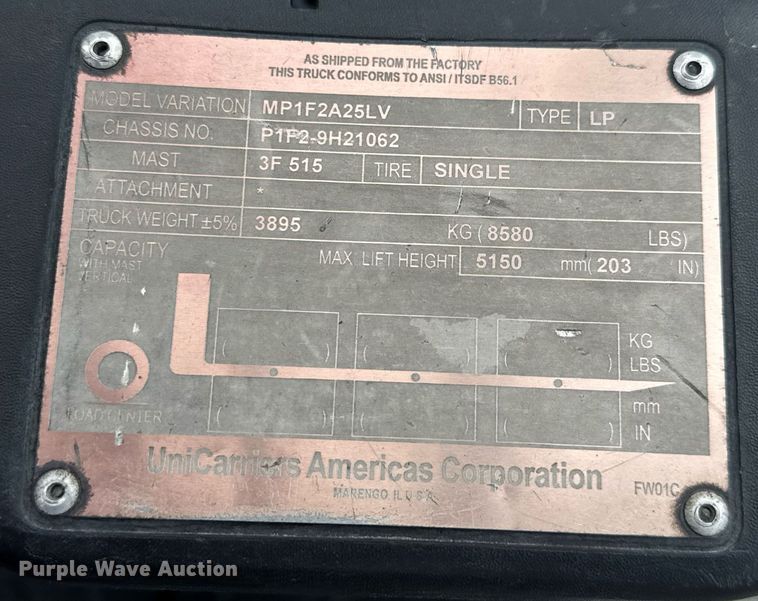 AS SHIPPED FROM THE FACTORY
THIS TRUCK CONFORMS TO ANSI / ITSDF B56.1
MODEL VARIATION MP1F2A25LV TYPE LP
CHASSIS NO. P1F2-9H21062
MAST 3F 515 TIRE SINGLE
ATTACHMENT *
TRUCK WEIGHT ±5% 3895 KG ( 8580 LBS)
CAPACITY
WITH MAST
VERTICAL
MAX. LIFT HEIGHT 5150 mm( 203 IN)
KG
( ) ( ) ( ) LBS
mm
( ) ( ) ( ) IN
LOAD CENTER
UniCarriers Americas Corporation
MARENGO IL U S A
FW01C
Purple Wave Auction